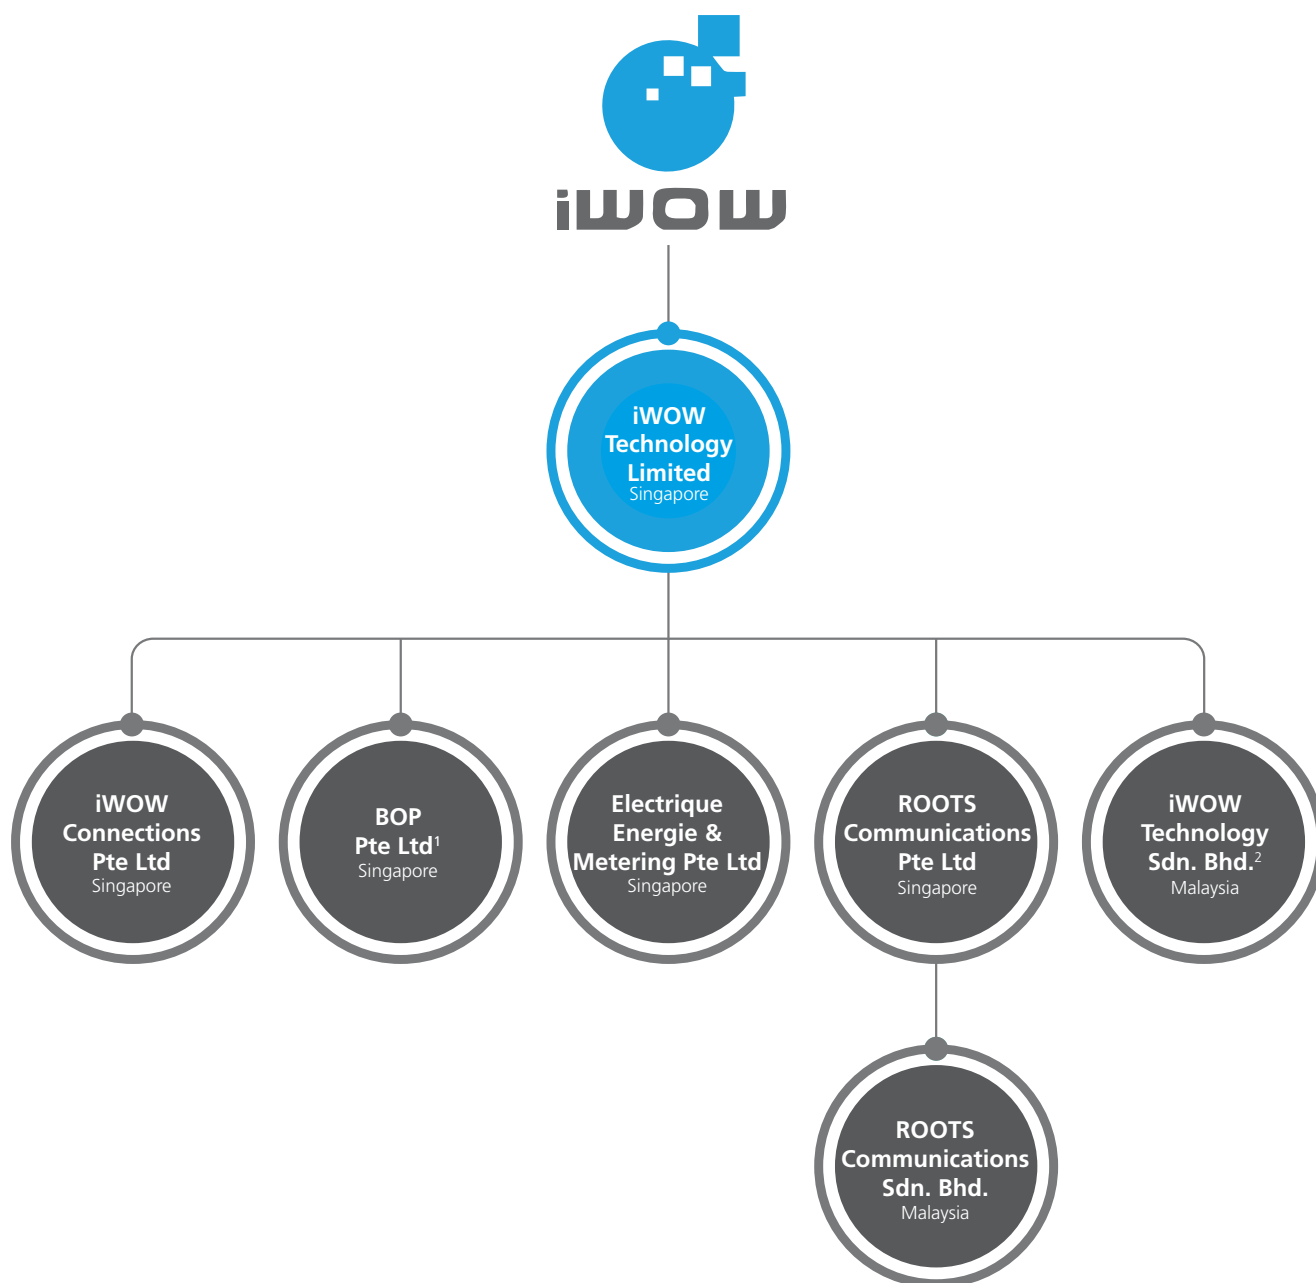 iWOW
iWOW
Technology
Limited
Singapore
iWOW
Connections
Pte Ltd
Singapore
BOP
Pte Ltd¹
Singapore
Electrique
Energie &
Metering Pte Ltd
Singapore
ROOTS
Communications
Pte Ltd
Singapore
iWOW
Technology
Sdn. Bhd.²
Malaysia
ROOTS
Communications
Sdn. Bhd.
Malaysia